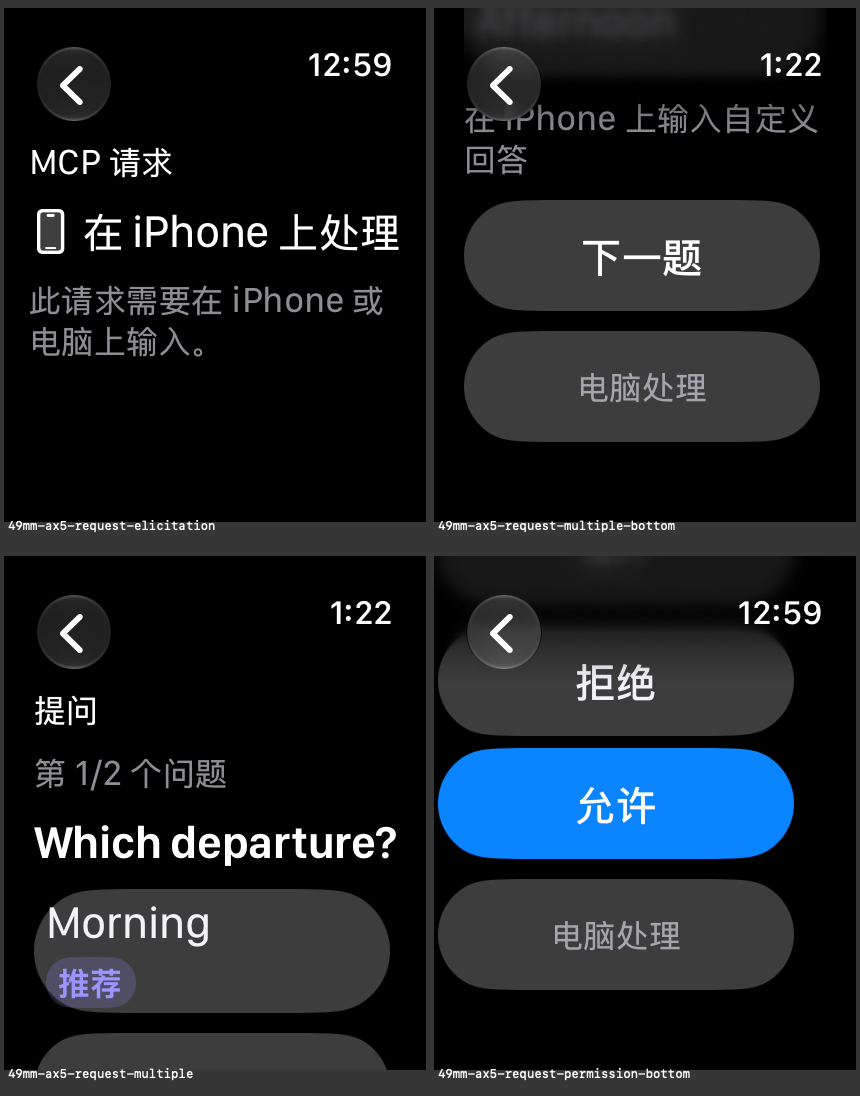 12:59
MCP 请求
在 iPhone 上处理
此请求需要在 iPhone 或
电脑上输入。
49mm-ax5-request-elicitation
Afternoon
1:22
在 iPhone 上输入自定义
回答
下一题
电脑处理
49mm-ax5-request-multiple-bottom
1:22
提问
第 1/2 个问题
Which departure?
Morning
推荐
49mm-ax5-request-multiple
12:59
拒绝
允许
电脑处理
49mm-ax5-request-permission-bottom